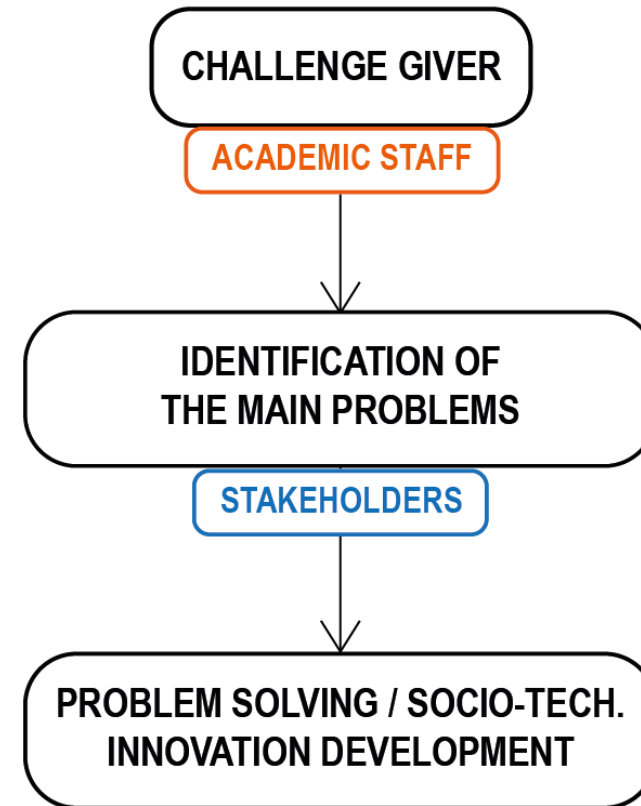 CHALLENGE GIVER
ACADEMIC STAFF
IDENTIFICATION OF
THE MAIN PROBLEMS
STAKEHOLDERS
PROBLEM SOLVING / SOCIO-TECH.
INNOVATION DEVELOPMENT